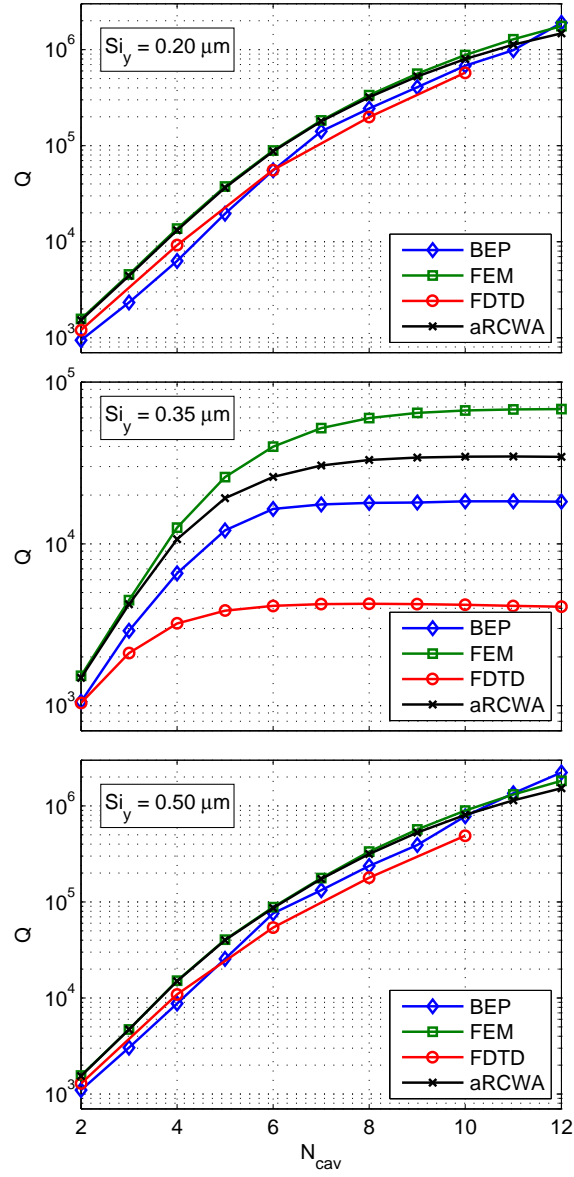 10^6
Si_y = 0.20 μm
10^5
Q
10^4
BEP
FEM
FDTD
aRCWA
10^3
10^5
Si_y = 0.35 μm
Q
10^4
BEP
FEM
FDTD
aRCWA
10^3
Si_y = 0.50 μm
10^6
10^5
Q
10^4
BEP
FEM
FDTD
aRCWA
10^3
2 4 6 8 10 12
N_cav